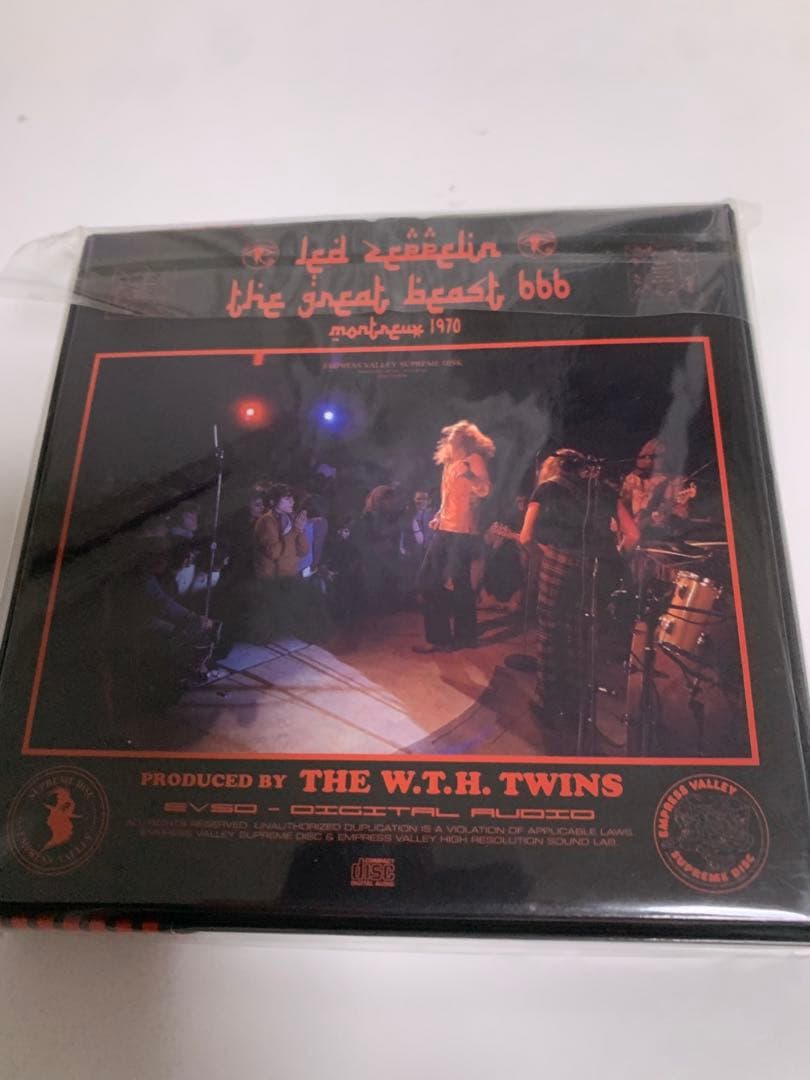 led zeppelin
the great beast 666
montreux 1970
EMPRESS VALLEY SUPREME DISK
PRODUCED BY THE W.T.H. TWINS
EVSD - DIGITAL AUDIO
ALL RIGHTS RESERVED. UNAUTHORIZED DUPLICATION IS A VIOLATION OF APPLICABLE LAWS.
EMPRESS VALLEY SUPREME DISC & EMPRESS VALLEY HIGH RESOLUTION SOUND LAB.
SUPREME DISC
EMPRESS VALLEY
COMPACT
disc
DIGITAL AUDIO
EMPRESS VALLEY
SUPREME DISC